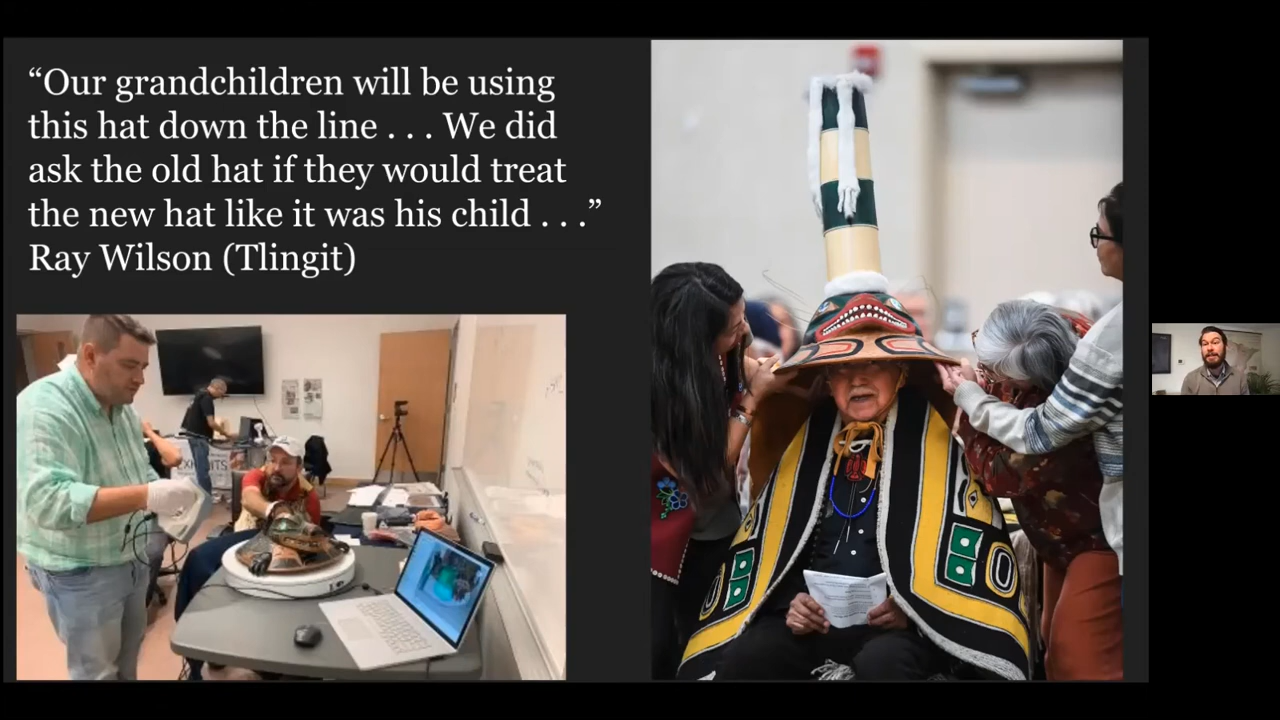 “Our grandchildren will be using
this hat down the line . . . We did
ask the old hat if they would treat
the new hat like it was his child . . .”
Ray Wilson (Tlingit)
EXHIBITS